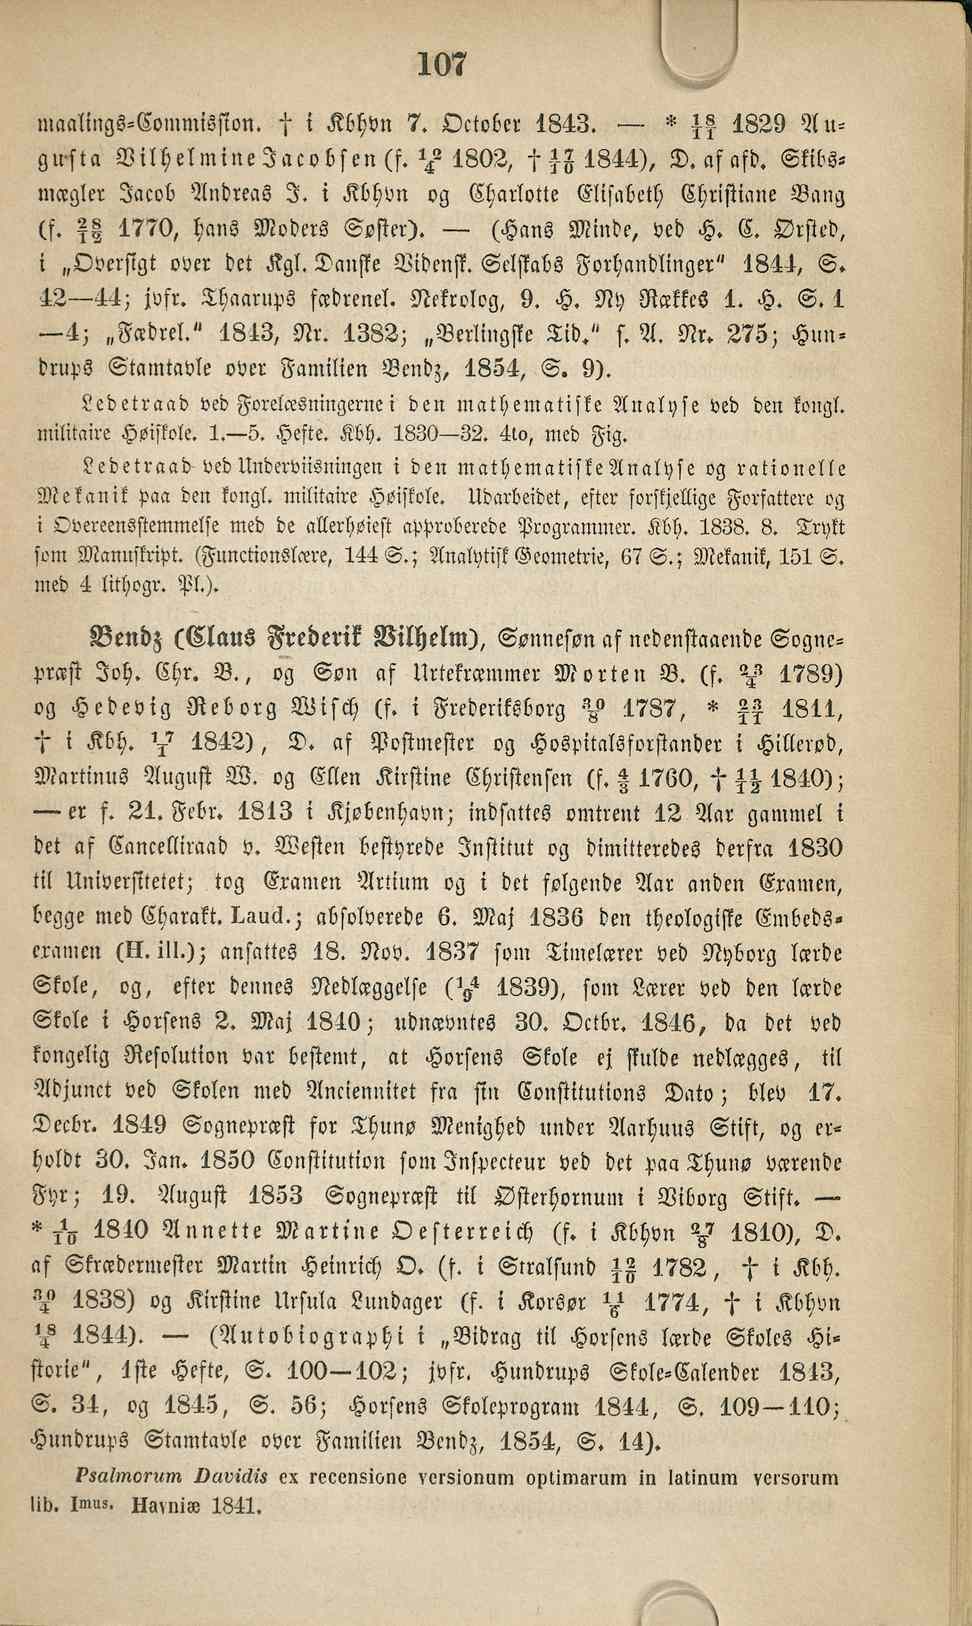 107
maalings-Commission. † i Kbhvn 7. October 1843. — * 18/11 1829 Au-
gusta Vilhelmine Jacobsen (f. 12/4 1802, † 17/10 1844), D. af afd. Skibs-
mægler Jacob Andreas J. i Kbhvn og Charlotte Elisabeth Christiane Bang
(f. 28/12 1770, hans Moders Søster). — (Hans Minde, ved H. C. Ørsted,
i „Oversigt over det Kgl. Danske Vidensk. Selskabs Forhandlinger“ 1844, S.
42—44; jvfr. Thaarups fædrenel. Nekrolog, 9. H. Ny Rækkes 1. H. S. 1
—4; „Fædrel.“ 1843, Nr. 1382; „Berlingske Tid.“ s. A. Nr. 275; Hun-
drups Stamtavle over Familien Bendz, 1854, S. 9).
Ledetraad ved Forelæsningerne i den mathematiske Analyse ved den kongl.
militaire Høiskole. 1.—5. Hefte. Kbh. 1830—32. 4to, med Fig.
Ledetraad ved Underviisningen i den mathematiske Analyse og rationelle
Mekanik paa den kongl. militaire Høiskole. Udarbeidet, efter forskjellige Forfattere og
i Overeensstemmelse med de allerhøiest approberede Programmer. Kbh. 1838. 8. Trykt
som Manuskript. (Functionslære, 144 S.; Analytisk Geometrie, 67 S.; Mekanik, 151 S.
med 4 lithogr. Pl.).
Bendz (Claus Frederik Vilhelm), Sønnesøn af nedenstaaende Sogne-
præst Joh. Chr. B., og Søn af Urtekræmmer Morten B. (f. 23/4 1789)
og Hedevig Reborg Wisch (f. i Frederiksborg 30/8 1787, * 23/11 1811,
† i Kbh. 17/1 1842), D. af Postmester og Hospitalsforstander i Hillerød,
Martinus August W. og Ellen Kirstine Christensen (f. 4/3 1760, † 11/12 1840);
— er f. 21. Febr. 1813 i Kjøbenhavn; indsattes omtrent 12 Aar gammel i
det af Cancelliraad v. Westen bestyrede Institut og dimitteredes derfra 1830
til Universitetet; tog Examen Artium og i det følgende Aar anden Examen,
begge med Charakt. Laud.; absolverede 6. Maj 1836 den theologiske Embeds-
examen (H. ill.); ansattes 18. Nov. 1837 som Timelærer ved Nyborg lærde
Skole, og, efter dennes Nedlæggelse (14/9 1839), som Lærer ved den lærde
Skole i Horsens 2. Maj 1840; udnævntes 30. Octbr. 1846, da det ved
kongelig Resolution var bestemt, at Horsens Skole ej skulde nedlægges, til
Adjunct ved Skolen med Anciennitet fra sin Constitutions Dato; blev 17.
Decbr. 1849 Sognepræst for Thunø Menighed under Aarhuus Stift, og er-
holdt 30. Jan. 1850 Constitution som Inspecteur ved det paa Thunø værende
Fyr; 19. August 1853 Sognepræst til Østerhornum i Viborg Stift. —
* 1/10 1840 Annette Martine Oesterreich (f. i Kbhvn 27/8 1810), D.
af Skrædermester Martin Heinrich O. (f. i Stralsund 12/10 1782, † i Kbh.
30/4 1838) og Kirstine Ursula Lundager (f. i Korsør 11/6 1774, † i Kbhvn
18/4 1844). — (Autobiographi i „Bidrag til Horsens lærde Skoles Hi-
storie“, 1ste Hefte, S. 100—102; jvfr. Hundrups Skole-Calender 1843,
S. 34, og 1845, S. 56; Horsens Skoleprogram 1844, S. 109—110;
Hundrups Stamtavle over Familien Bendz, 1854, S. 14).
Psalmorum Davidis ex recensione versionum optimarum in latinum versorum
lib. Imus. Havniæ 1841.